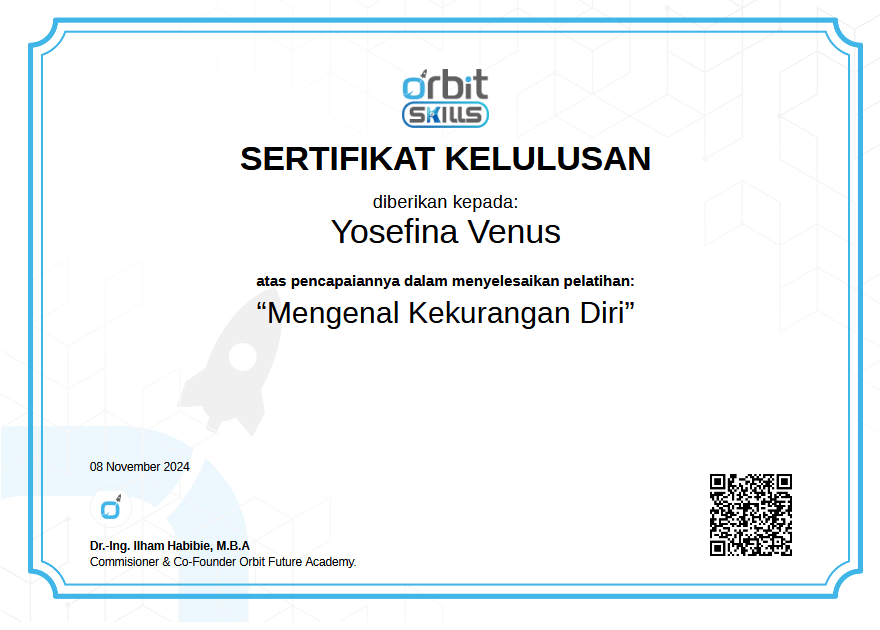 orbit
SKILLS
SERTIFIKAT KELULUSAN
diberikan kepada:
Yosefina Venus
atas pencapaiannya dalam menyelesaikan pelatihan:
“Mengenal Kekurangan Diri”
08 November 2024
Dr.-Ing. Ilham Habibie, M.B.A
Commisioner & Co-Founder Orbit Future Academy.